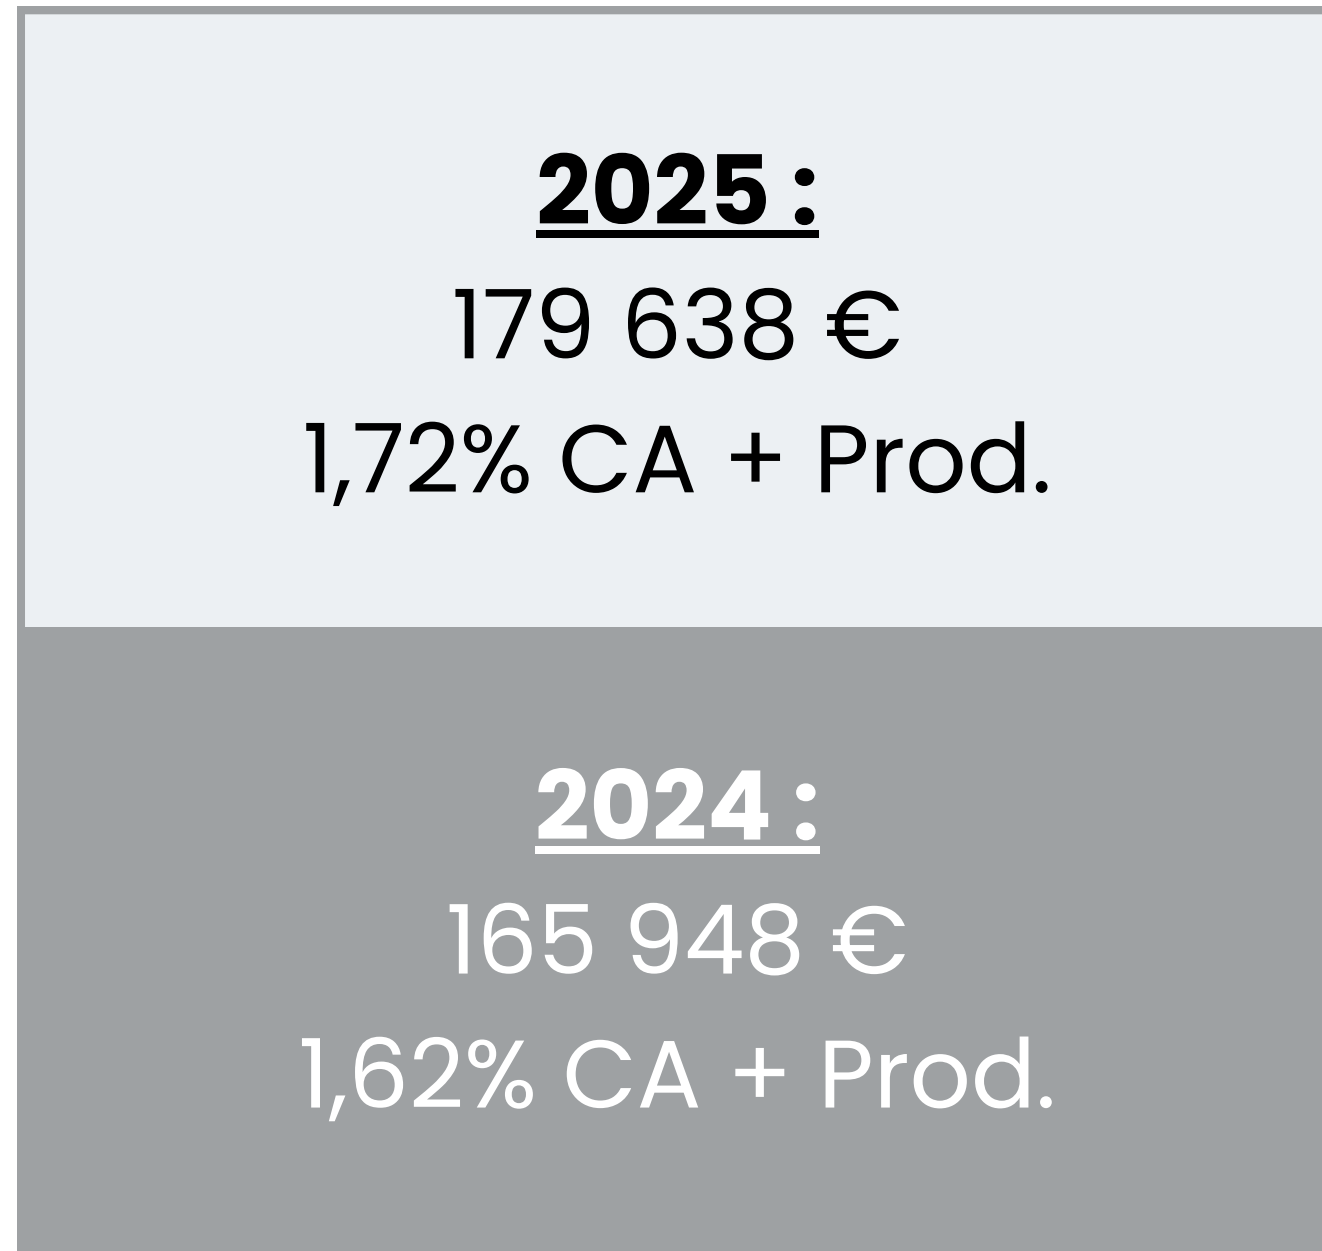 2025 :
179 638 €
1,72% CA + Prod.
2024 :
165 948 €
1,62% CA + Prod.